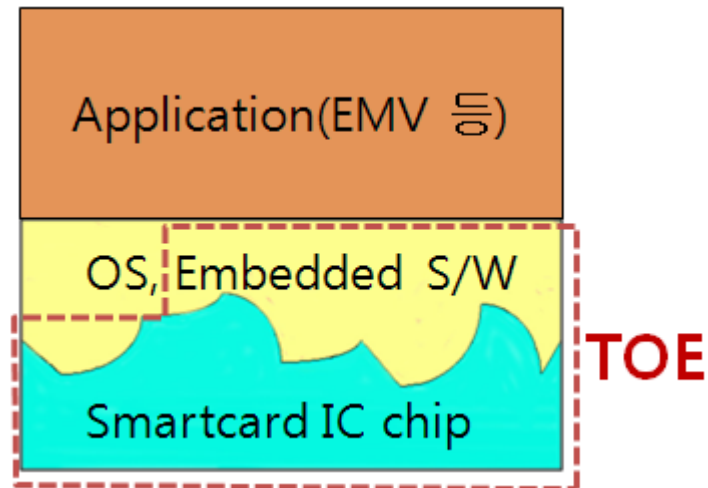 Application(EMV 등)
OS, Embedded S/W
TOE
Smartcard IC chip